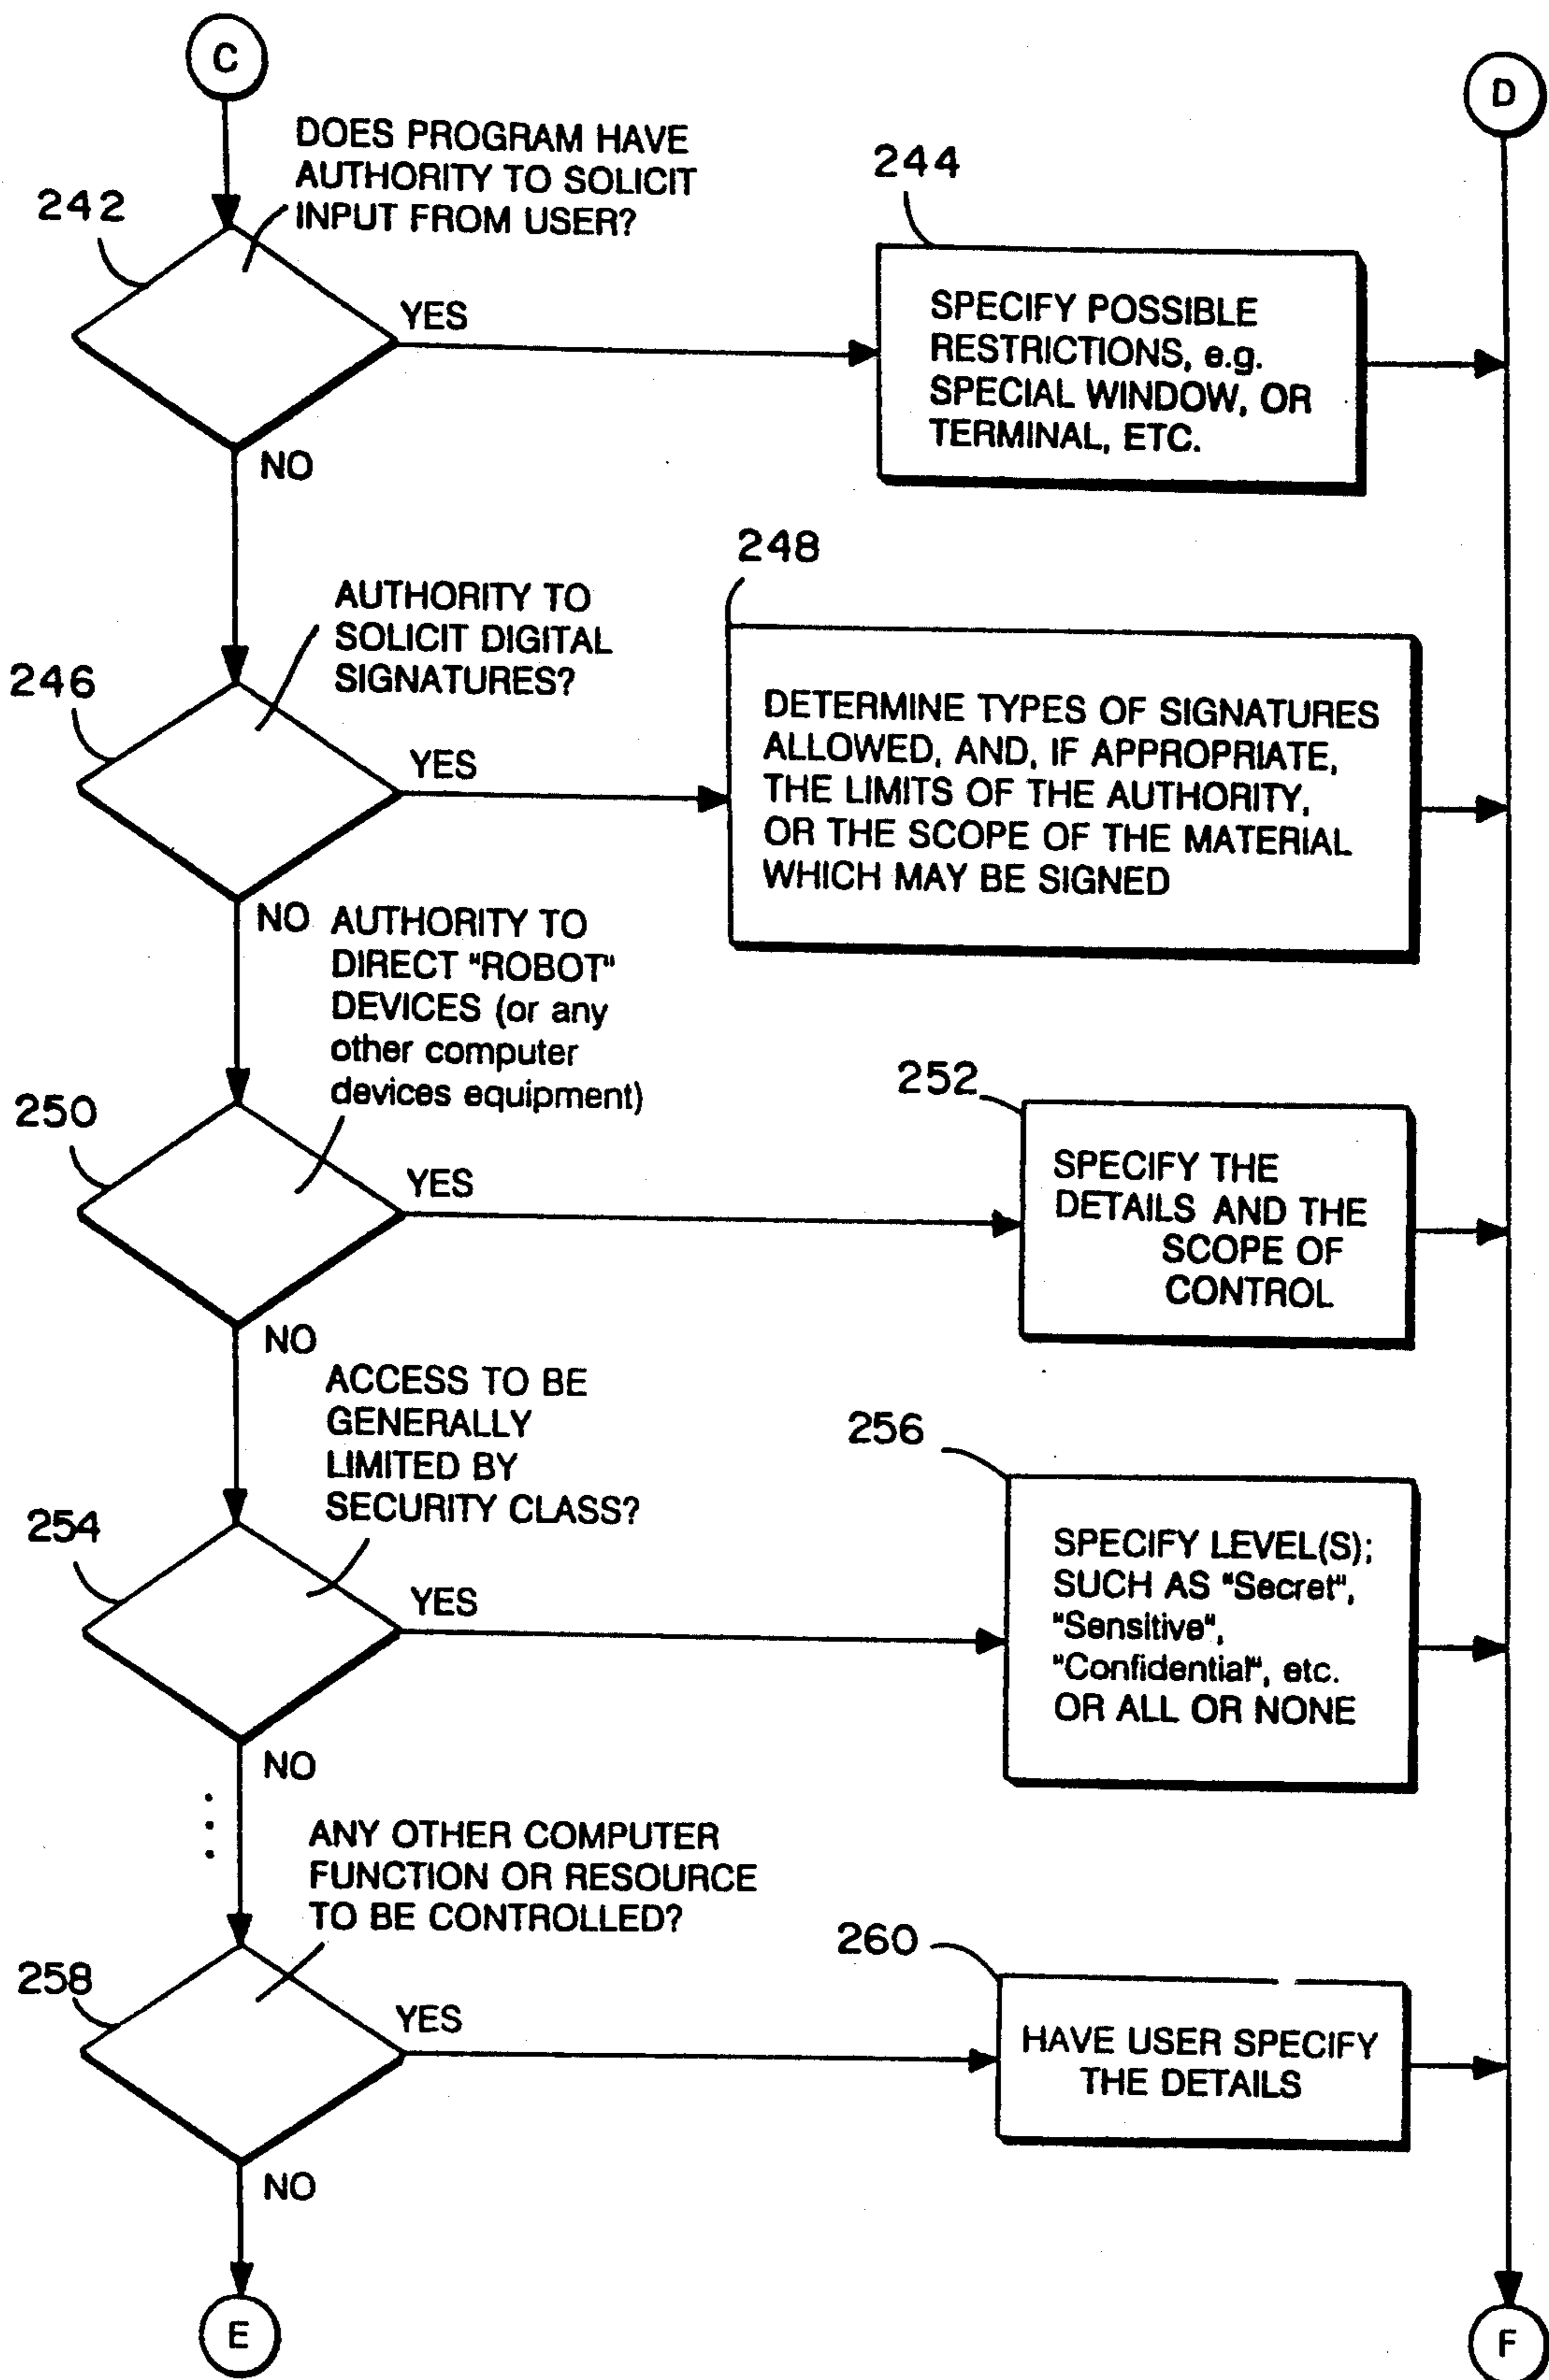 C
D
DOES PROGRAM HAVE
AUTHORITY TO SOLICIT
INPUT FROM USER?
242
244
YES
SPECIFY POSSIBLE
RESTRICTIONS, e.g.
SPECIAL WINDOW, OR
TERMINAL, ETC.
NO
248
AUTHORITY TO
SOLICIT DIGITAL
SIGNATURES?
246
YES
DETERMINE TYPES OF SIGNATURES
ALLOWED, AND, IF APPROPRIATE,
THE LIMITS OF THE AUTHORITY,
OR THE SCOPE OF THE MATERIAL
WHICH MAY BE SIGNED
NO
AUTHORITY TO
DIRECT "ROBOT"
DEVICES (or any
other computer
devices equipment)
250
252
YES
SPECIFY THE
DETAILS AND THE
SCOPE OF
CONTROL
NO
ACCESS TO BE
GENERALLY
LIMITED BY
SECURITY CLASS?
254
256
YES
SPECIFY LEVEL(S);
SUCH AS "Secret",
"Sensitive",
"Confidential", etc.
OR ALL OR NONE
NO
ANY OTHER COMPUTER
FUNCTION OR RESOURCE
TO BE CONTROLLED?
258
260
YES
HAVE USER SPECIFY
THE DETAILS
NO
E
F